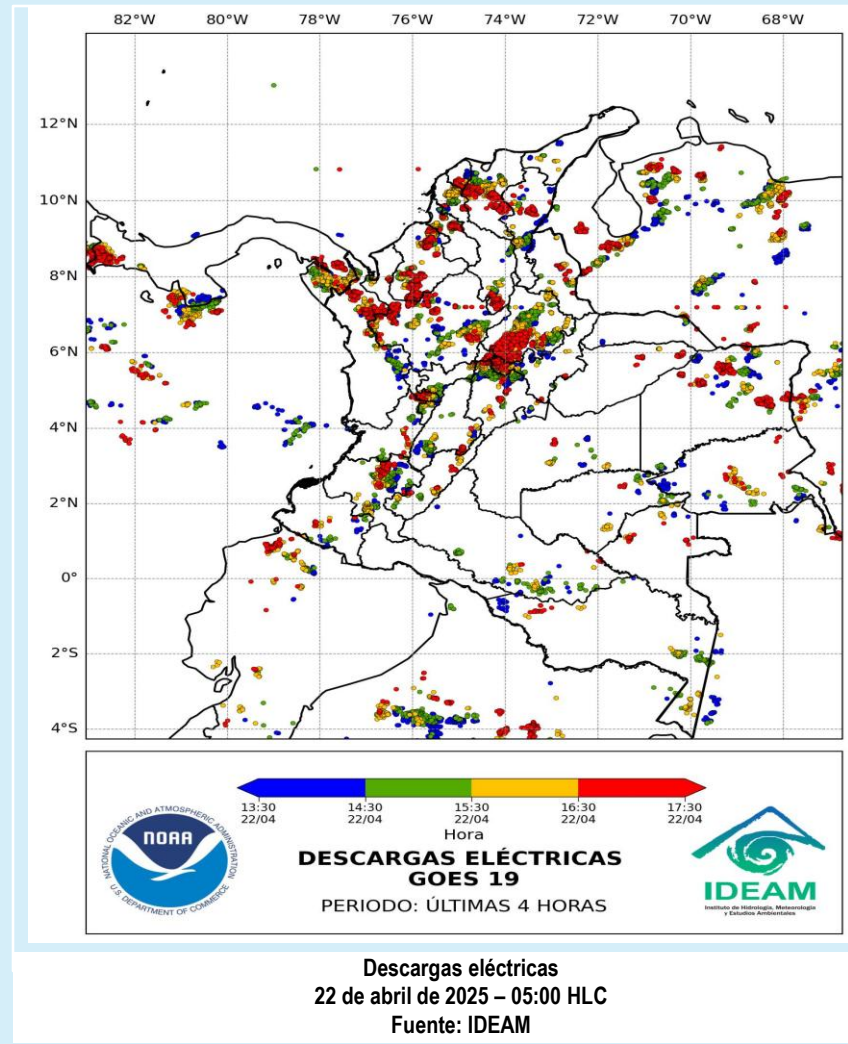 82°W 80°W 78°W 76°W 74°W 72°W 70°W 68°W
12°N
10°N
8°N
6°N
4°N
2°N
0°
2°S
4°S
13:30 14:30 15:30 16:30 17:30
22/04 22/04 22/04 22/04 22/04
Hora
DESCARGAS ELÉCTRICAS
GOES 19
PERIODO: ÚLTIMAS 4 HORAS
NATIONAL OCEANIC AND ATMOSPHERIC ADMINISTRATION
NOAA
U.S. DEPARTMENT OF COMMERCE
IDEAM
Instituto de Hidrología, Meteorología
y Estudios Ambientales
Descargas eléctricas
22 de abril de 2025 – 05:00 HLC
Fuente: IDEAM